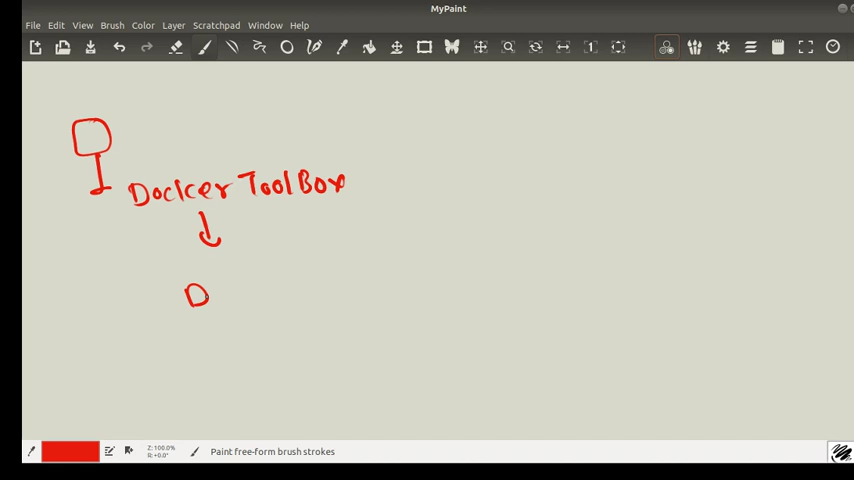 MyPaint
File Edit View Brush Color Layer Scratchpad Window Help
Docker ToolBox
D
Z: 100.0%
R: +0.0°
Paint free-form brush strokes